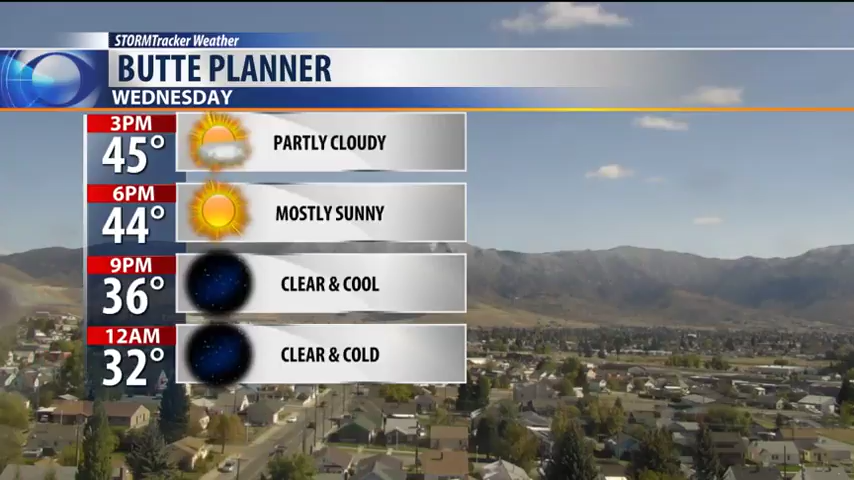 STORMTracker Weather
BUTTE PLANNER
WEDNESDAY
3PM
45°
PARTLY CLOUDY
6PM
44°
MOSTLY SUNNY
9PM
36°
CLEAR & COOL
12AM
32°
CLEAR & COLD